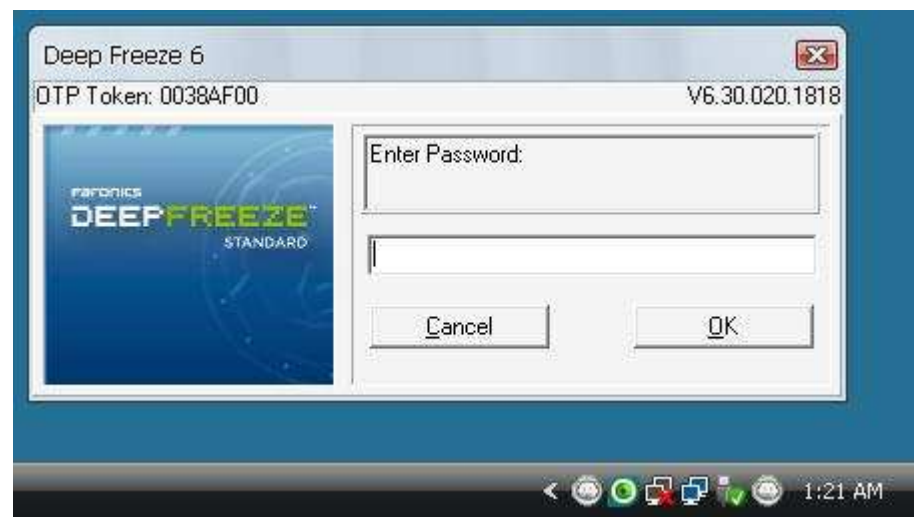 Deep Freeze 6
OTP Token: 0038AF00 V6.30.020.1818
Faronics
DEEPFREEZE™
STANDARD
Enter Password:
Cancel OK
< 1:21 AM